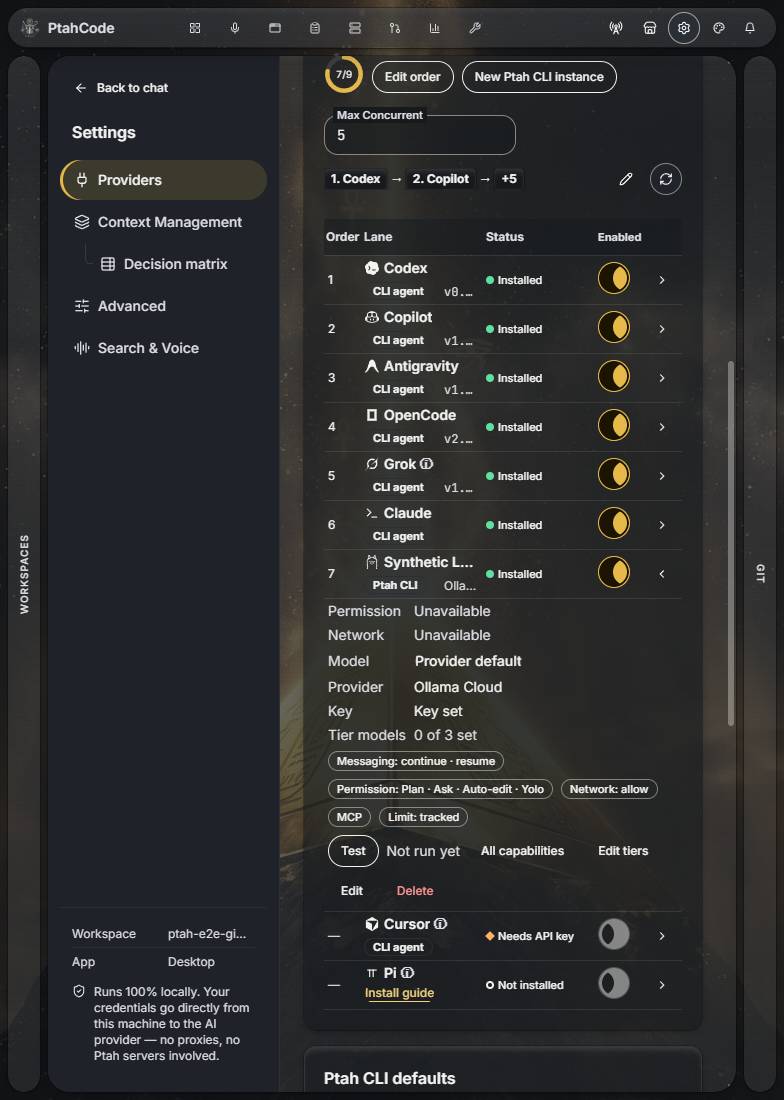 PtahCode
WORKSPACES
Back to chat
Settings
Providers
Context Management
Decision matrix
Advanced
Search & Voice
Workspace ptah-e2e-gi...
App Desktop
Runs 100% locally. Your
credentials go directly from
this machine to the AI
provider — no proxies, no
Ptah servers involved.
7/9 Edit order New Ptah CLI instance
Max Concurrent
5
1. Codex → 2. Copilot → +5
Order Lane Status Enabled
1 Codex Installed
CLI agent v0....
2 Copilot Installed
CLI agent v1....
3 Antigravity Installed
CLI agent v1....
4 OpenCode Installed
CLI agent v2....
5 Grok Installed
CLI agent v1....
6 Claude Installed
CLI agent
7 Synthetic L... Installed
Ptah CLI Olla...
Permission Unavailable
Network Unavailable
Model Provider default
Provider Ollama Cloud
Key Key set
Tier models 0 of 3 set
Messaging: continue · resume
Permission: Plan · Ask · Auto-edit · Yolo Network: allow
MCP Limit: tracked
Test Not run yet All capabilities Edit tiers
Edit Delete
— Cursor Needs API key
CLI agent
— Pi Not installed
Install guide
Ptah CLI defaults
GIT